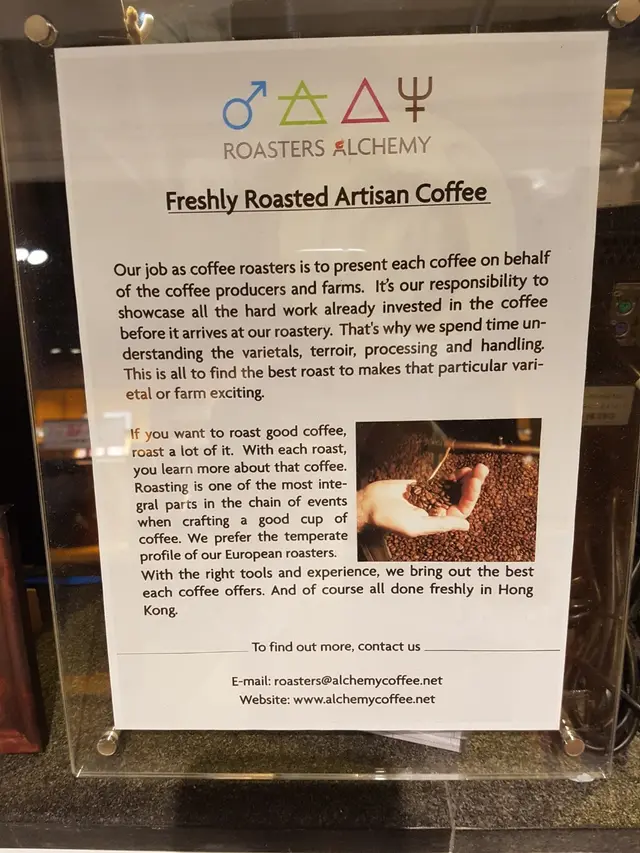 ROASTERS ALCHEMY
Freshly Roasted Artisan Coffee
Our job as coffee roasters is to present each coffee on behalf
of the coffee producers and farms. It's our responsibility to
showcase all the hard work already invested in the coffee
before it arrives at our roastery. That's why we spend time un-
derstanding the varietals, terroir, processing and handling.
This is all to find the best roast to makes that particular vari-
etal or farm exciting.
If you want to roast good coffee,
roast a lot of it. With each roast,
you learn more about that coffee.
Roasting is one of the most inte-
gral parts in the chain of events
when crafting a good cup of
coffee. We prefer the temperate
profile of our European roasters.
With the right tools and experience, we bring out the best
each coffee offers. And of course all done freshly in Hong
Kong.
To find out more, contact us
E-mail: roasters@alchemycoffee.net
Website: www.alchemycoffee.net